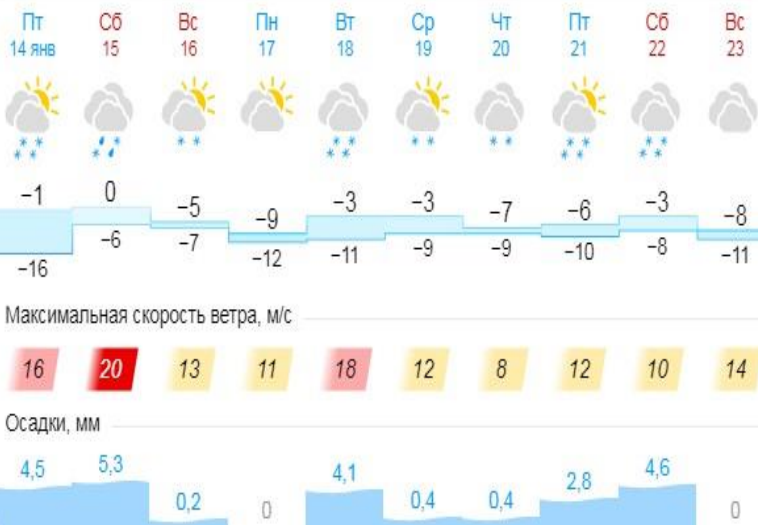 Пт Сб Вс Пн Вт Ср Чт Пт Сб Вс
14 янв 15 16 17 18 19 20 21 22 23
−1 0 −5 −9 −3 −3 −7 −6 −3 −8
−16 −6 −7 −12 −11 −9 −9 −10 −8 −11
Максимальная скорость ветра, м/с
16 20 13 11 18 12 8 12 10 14
Осадки, мм
4,5 5,3 0,2 0 4,1 0,4 0,4 2,8 4,6 0